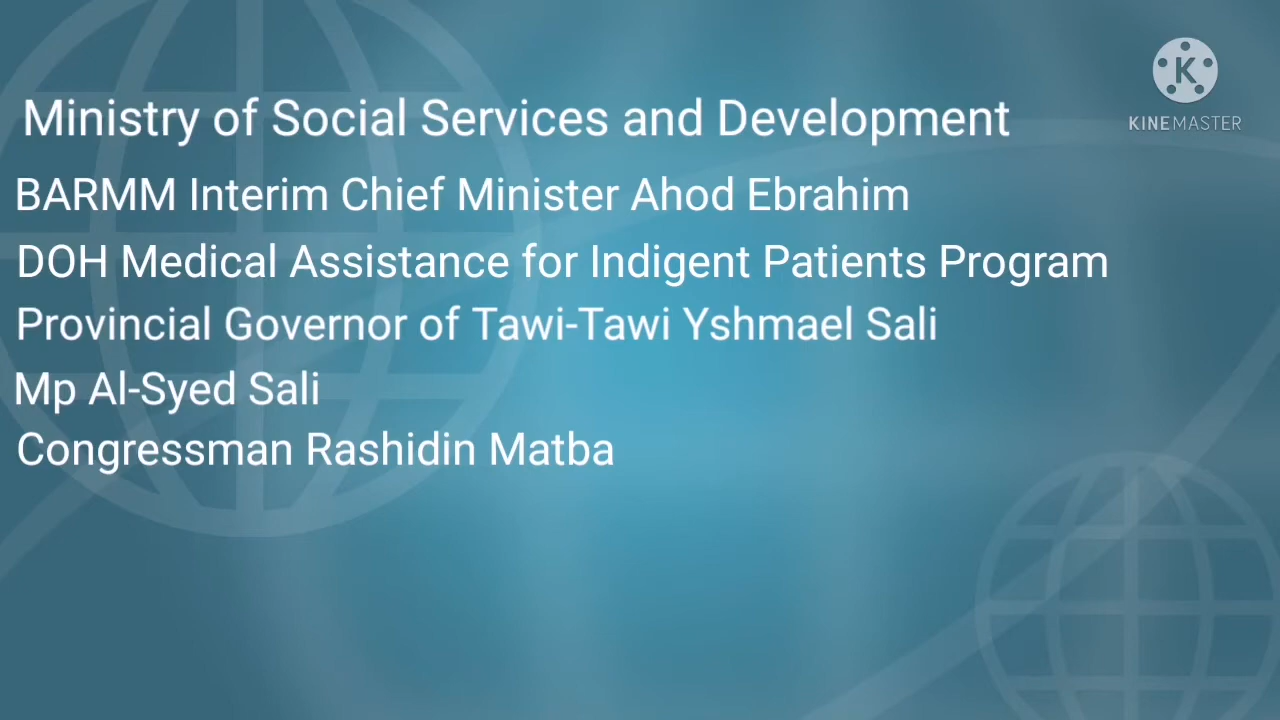 Ministry of Social Services and Development
BARMM Interim Chief Minister Ahod Ebrahim
DOH Medical Assistance for Indigent Patients Program
Provincial Governor of Tawi-Tawi Yshmael Sali
Mp Al-Syed Sali
Congressman Rashidin Matba
K
KINEMASTER